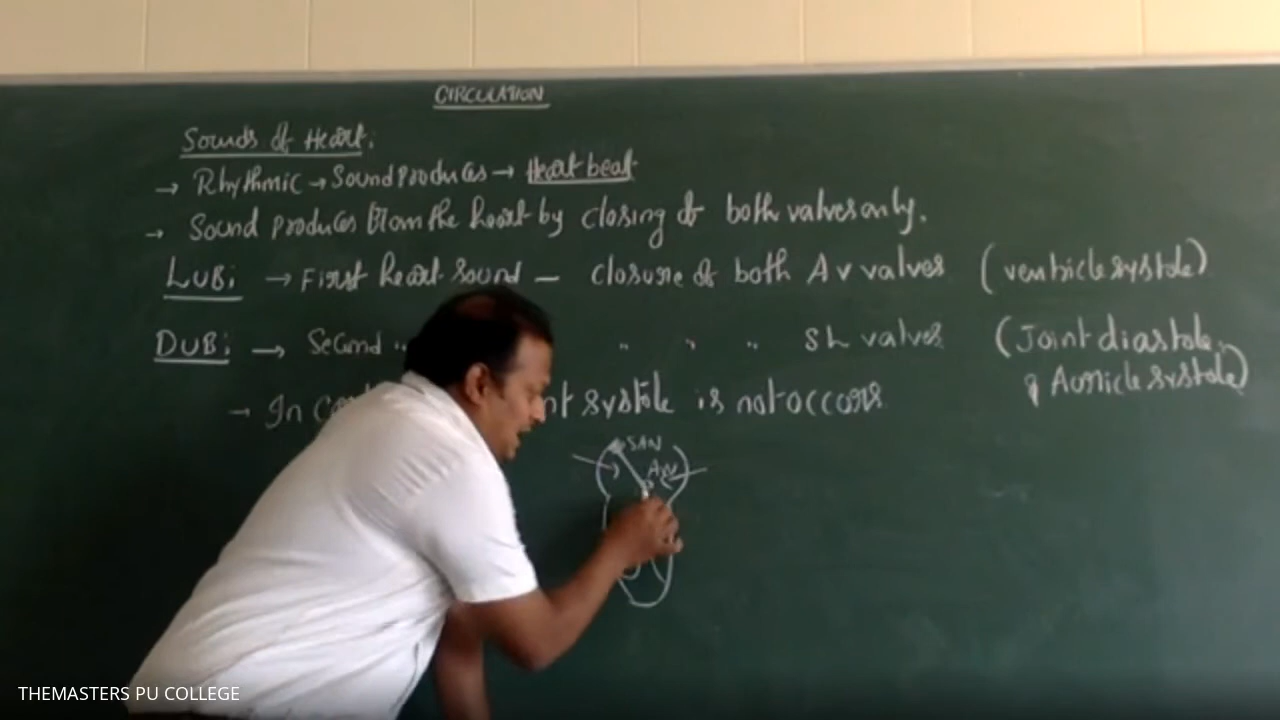 CIRCULATION
Sounds of Heart:
→ Rhythmic → Sound produces → Heart beat
→ Sound produces from the heart by closing of both valves only.
LUB: → First heart sound – closure of both AV valves (ventricle systole)
DUB: → Second " " " " SL valves (Joint diastole,
& Auricle systole)
→ In systole is not occurs
SAN
AVN
THEMASTERS PU COLLEGE